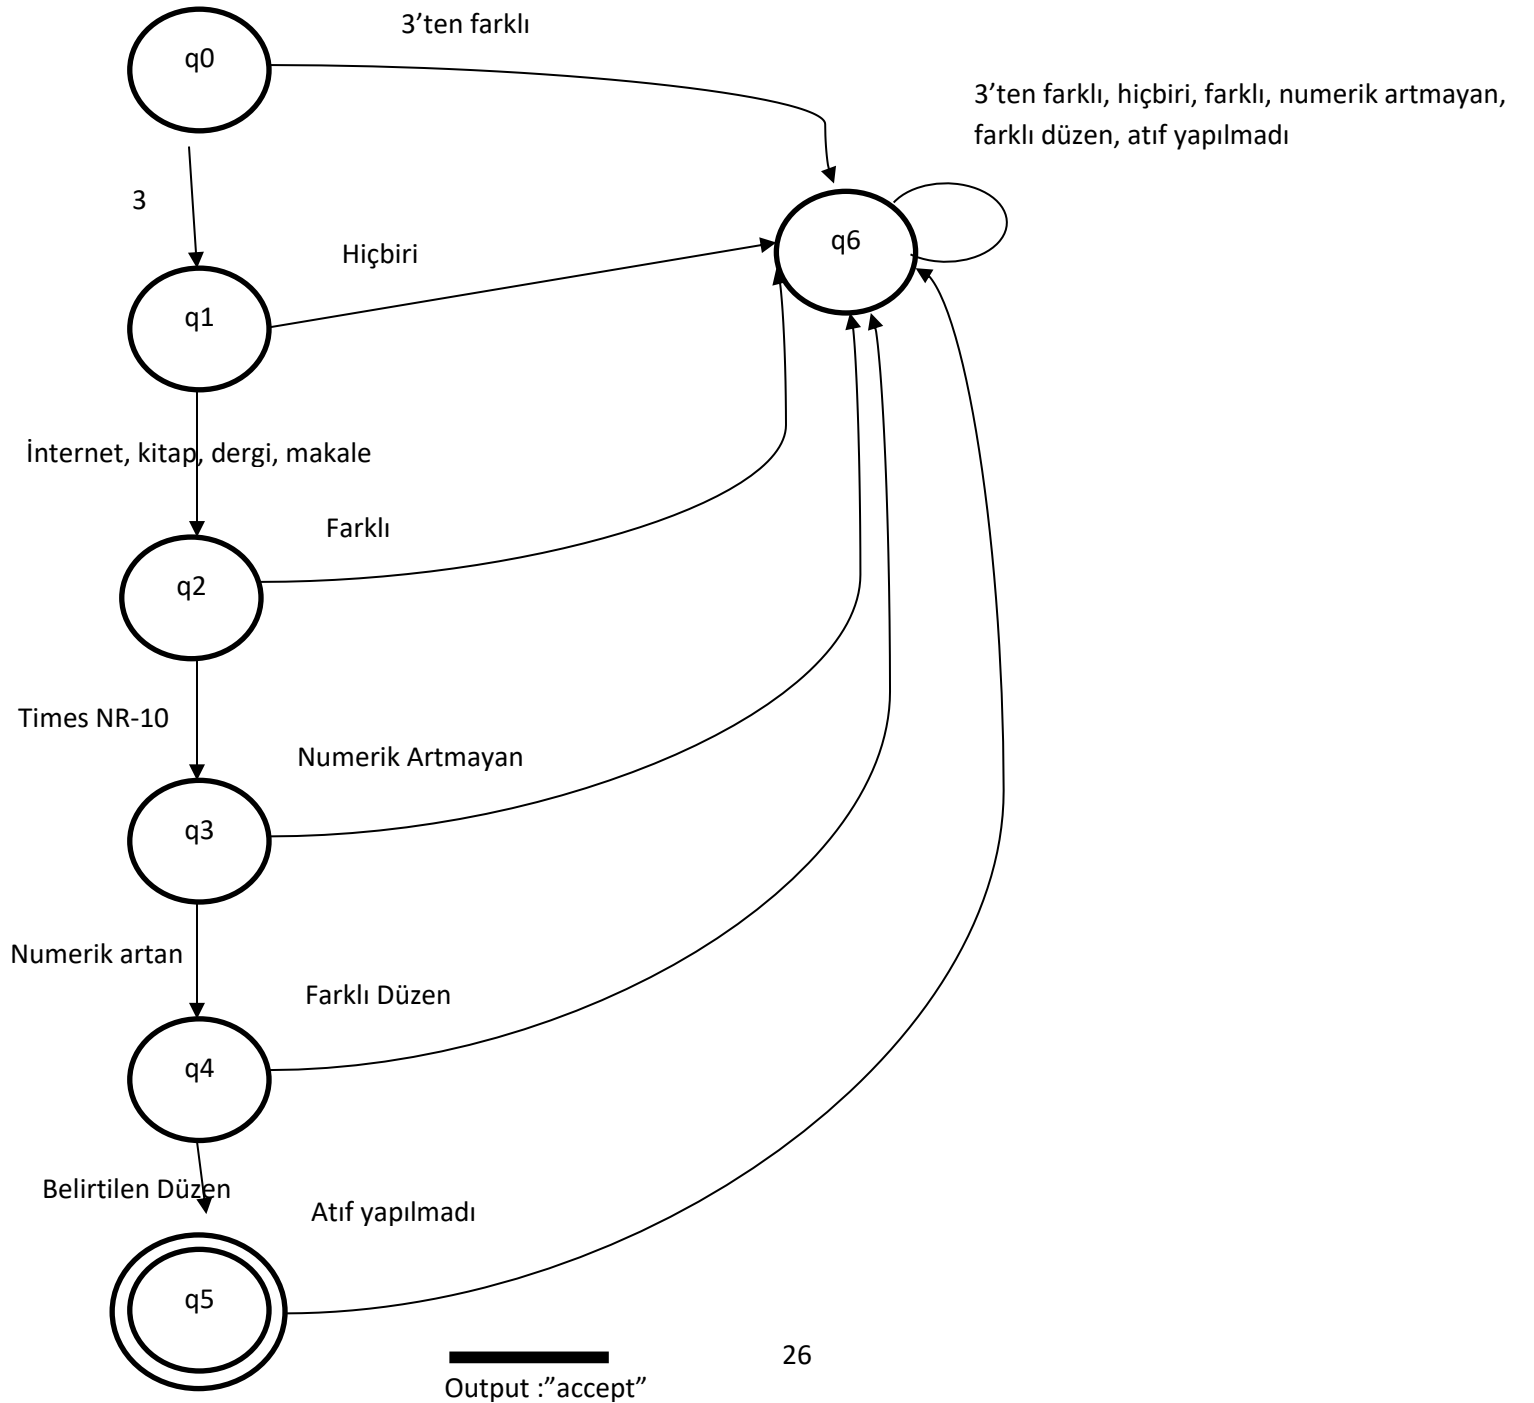 3’ten farklı
q0
3’ten farklı, hiçbiri, farklı, numerik artmayan,
farklı düzen, atıf yapılmadı
3
q6
Hiçbiri
q1
İnternet, kitap, dergi, makale
Farklı
q2
Times NR-10
Numerik Artmayan
q3
Numerik artan
Farklı Düzen
q4
Belirtilen Düzen
Atıf yapılmadı
q5
26
Output :”accept”